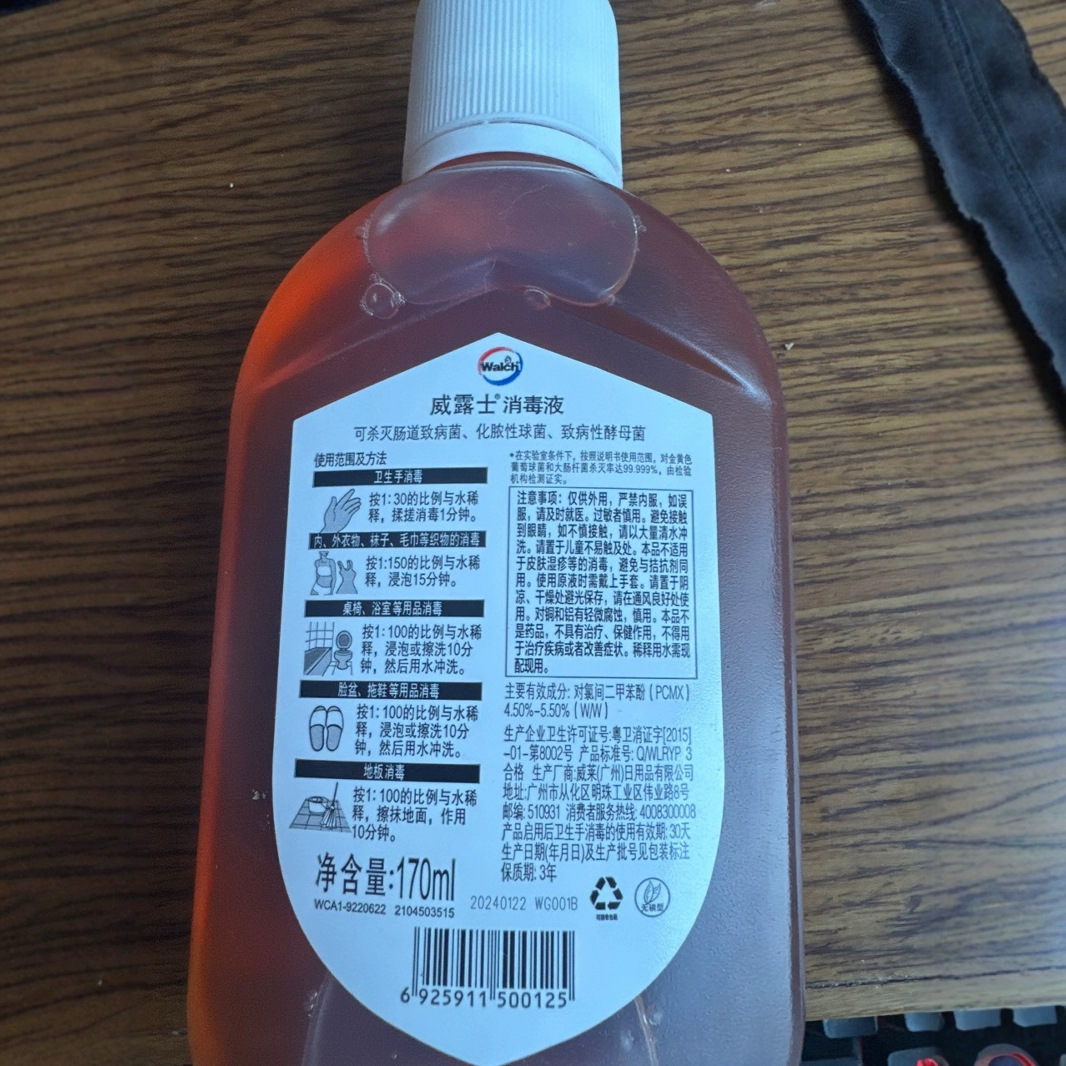 Walch
威露士®消毒液
可杀灭肠道致病菌、化脓性球菌、致病性酵母菌
使用范围及方法
卫生手消毒
按1:30的比例与水稀
释，揉搓消毒1分钟。
内、外衣物、袜子、毛巾等织物的消毒
按1:150的比例与水稀
释，浸泡15分钟。
桌椅、浴室等用品消毒
按1:100的比例与水稀
释，浸泡或擦洗10分
钟，然后用水冲洗。
脸盆、拖鞋等用品消毒
按1:100的比例与水稀
释，浸泡或擦洗10分
钟，然后用水冲洗。
地板消毒
按1:100的比例与水稀
释，擦抹地面，作用
10分钟。
净含量:170ml
WCA1-9220622 2104503515
*在实验室条件下，按照说明书使用范围，对金黄色
葡萄球菌和大肠杆菌杀灭率达99.999%，由检验
机构检测证实。
注意事项：仅供外用，严禁内服，如误
服，请及时就医。过敏者慎用。避免接触
到眼睛，如不慎接触，请以大量清水冲
洗。请置于儿童不易触及处。本品不适用
于皮肤湿疹等的消毒，避免与拮抗剂同
用。使用原液时需戴上手套。请置于阴
凉、干燥处避光保存，请在通风良好处使
用。对铜和铝有轻微腐蚀，慎用。本品不
是药品，不具有治疗、保健作用，不得用
于治疗疾病或者改善症状。稀释用水需现
配现用。
主要有效成分: 对氯间二甲苯酚（PCMX）
4.50%-5.50%（W/W）
生产企业卫生许可证号:粤卫消证字[2015]
-01-第8002号 产品标准号: Q/WLRYP 3
合格 生产厂商:威莱(广州)日用品有限公司
地址:广州市从化区明珠工业区伟业路8号
邮编: 510931 消费者服务热线: 4008300008
产品启用后卫生手消毒的使用有效期: 30天
生产日期(年月日)及生产批号见包装标注
保质期: 3年
20240122 WG001B
无磷型
6 925911 500125